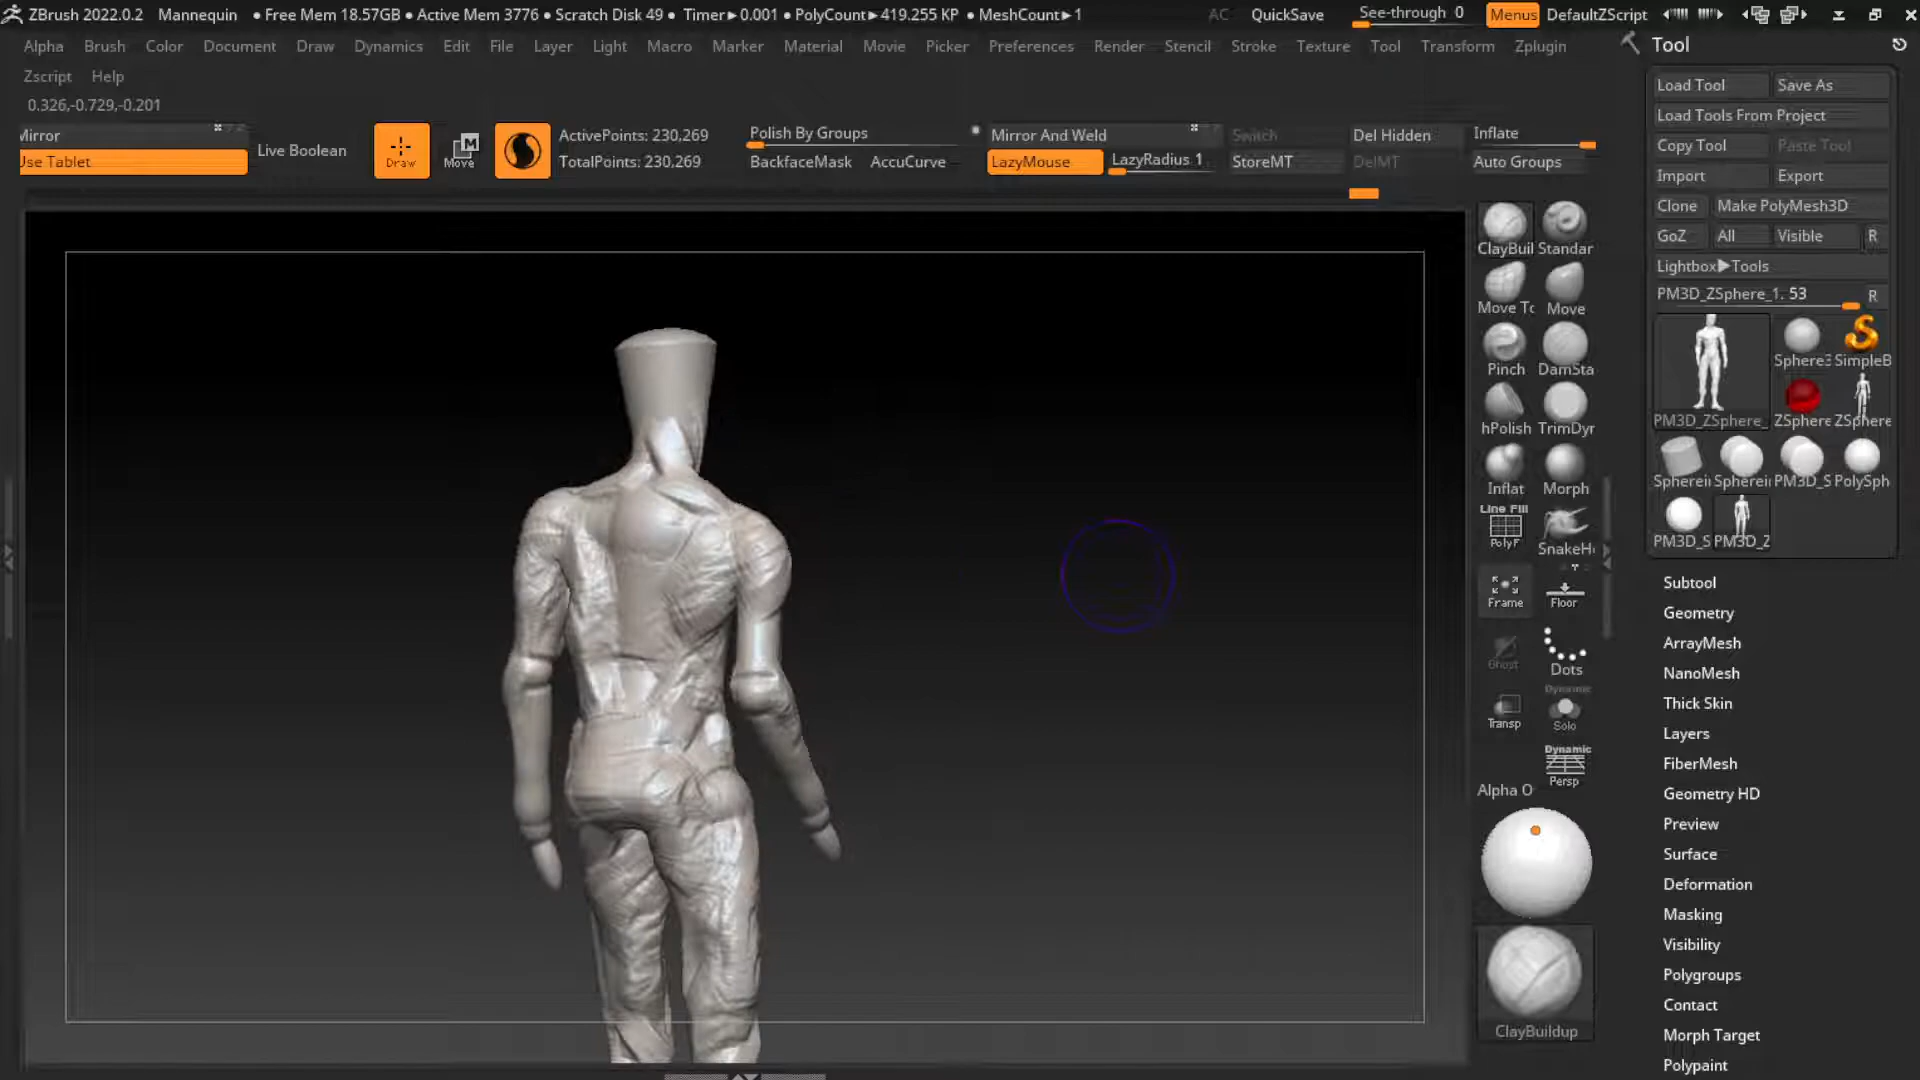 ZBrush 2022.0.2 Mannequin • Free Mem 18.57GB • Active Mem 3776 • Scratch Disk 49 • Timer▶0.001 • PolyCount▶419.255 KP • MeshCount▶1 AC QuickSave See-through 0 Menus DefaultZScript
Alpha Brush Color Document Draw Dynamics Edit File Layer Light Macro Marker Material Movie Picker Preferences Render Stencil Stroke Texture Tool Transform Zplugin
Zscript Help
0.326,-0.729,-0.201
Mirror
Use Tablet
Live Boolean
Draw
Move
M
ActivePoints: 230,269
TotalPoints: 230,269
Polish By Groups
BackfaceMask AccuCurve
Mirror And Weld
LazyMouse LazyRadius 1
Switch
StoreMT
Del Hidden
DelMT
Inflate
Auto Groups
ClayBuil Standar
Move To Move
Pinch DamSta
hPolish TrimDyn
Inflat Morph
Line Fill
PolyF
SnakeH
Frame Floor
Ghost
Dots
Transp
Dynamic
Solo
Dynamic
Persp
Alpha O
ClayBuildup
Tool
Load Tool Save As
Load Tools From Project
Copy Tool Paste Tool
Import Export
Clone Make PolyMesh3D
GoZ All Visible R
Lightbox▶Tools
PM3D_ZSphere_1. 53 R
PM3D_ZSphere_
Sphere3 SimpleB
ZSphere ZSphere
Spherein Spherein PM3D_S PolySph
PM3D_S PM3D_Z
Subtool
Geometry
ArrayMesh
NanoMesh
Thick Skin
Layers
FiberMesh
Geometry HD
Preview
Surface
Deformation
Masking
Visibility
Polygroups
Contact
Morph Target
Polypaint